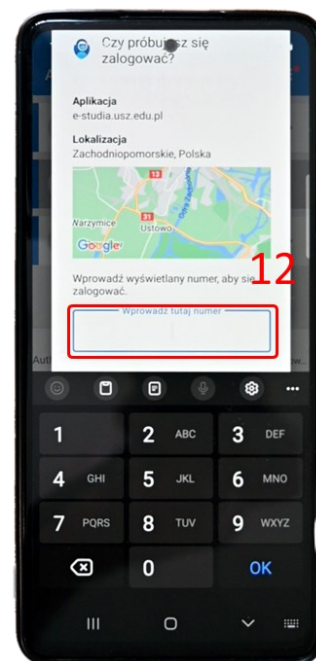 Czy próbujesz się
zalogować?
Aplikacja
e-studia.usz.edu.pl
Lokalizacja
Zachodniopomorskie, Polska
13
31
Narzymice
Ustowo
Google
Wprowadź wyświetlany numer, aby się
zalogować.
12
Wprowadź tutaj numer
1
2 ABC
3 DEF
4 GHI
5 JKL
6 MNO
7 PQRS
8 TUV
9 WXYZ
0
OK